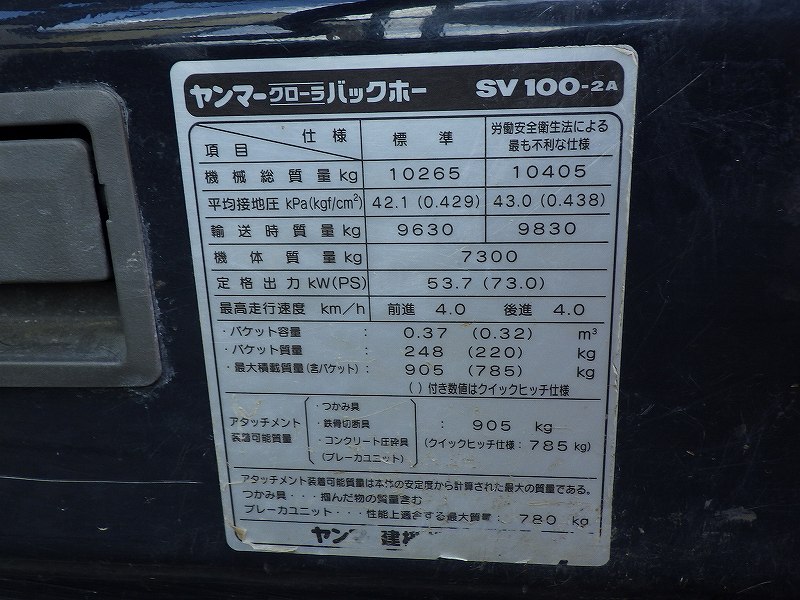 ヤンマークローラバックホー SV100-2A
項目 仕様 標準 労働安全衛生法による最も不利な仕様
機械総質量 kg 10265 10405
平均接地圧 kPa(kgf/cm²) 42.1 (0.429) 43.0 (0.438)
輸送時質量 kg 9630 9830
機体質量 kg 7300
定格出力 kW(PS) 53.7 (73.0)
最高走行速度 km/h 前進 4.0 後進 4.0
・バケット容量 : 0.37 (0.32) m³
・バケット質量 : 248 (220) kg
・最大積載質量(含バケット) : 905 (785) kg
( ) 付き数値はクイックヒッチ仕様
アタッチメント装着可能質量
・つかみ具
・鉄骨切断具
・コンクリート圧砕具
(ブレーカユニット)
: 905 kg
(クイックヒッチ仕様 : 785 kg)
アタッチメント装着可能質量は本体の安定度から計算された最大の質量である。
つかみ具・・・掴んだ物の質量含む
ブレーカユニット・・・性能上適合する最大質量 : 780 kg
ヤン 建機